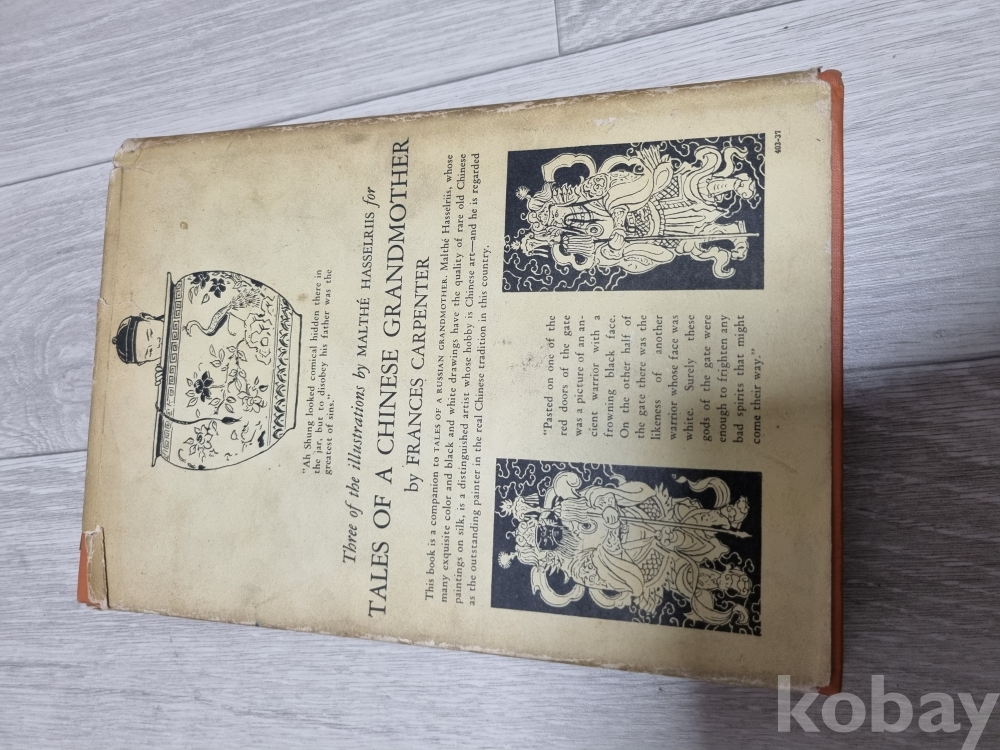 "Ah Shung looked comical hidden there in
the jar, but to disobey his father was the
greatest of sins."
Three of the illustrations by MALTHÉ HASSELRIIS for
TALES OF A CHINESE GRANDMOTHER
by FRANCES CARPENTER
This book is a companion to TALES OF A RUSSIAN GRANDMOTHER. Malthé Hasselriis, whose
many exquisite color and black and white drawings have the quality of rare old Chinese
paintings on silk, is a distinguished artist whose hobby is Chinese art—and he is regarded
as the outstanding painter in the real Chinese tradition in this country.
"Pasted on one of the
red doors of the gate
was a picture of an an-
cient warrior with a
frowning black face.
On the other half of
the gate there was the
likeness of another
warrior whose face was
white. Surely these
gods of the gate were
enough to frighten any
bad spirits that might
come their way."
403-37
kobay